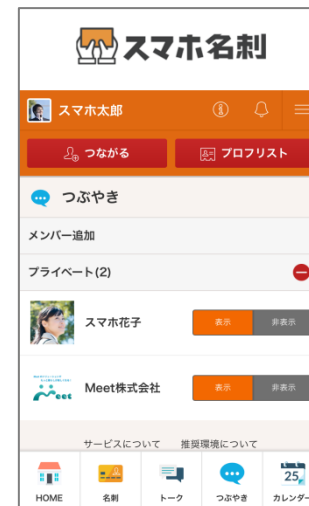 スマホ名刺
スマホ太郎
つながる
プロフリスト
つぶやき
メンバー追加
プライベート(2)
スマホ花子
表示 非表示
Meet株式会社
表示 非表示
サービスについて 推奨環境について
HOME 名刺 トーク つぶやき カレンダー
25